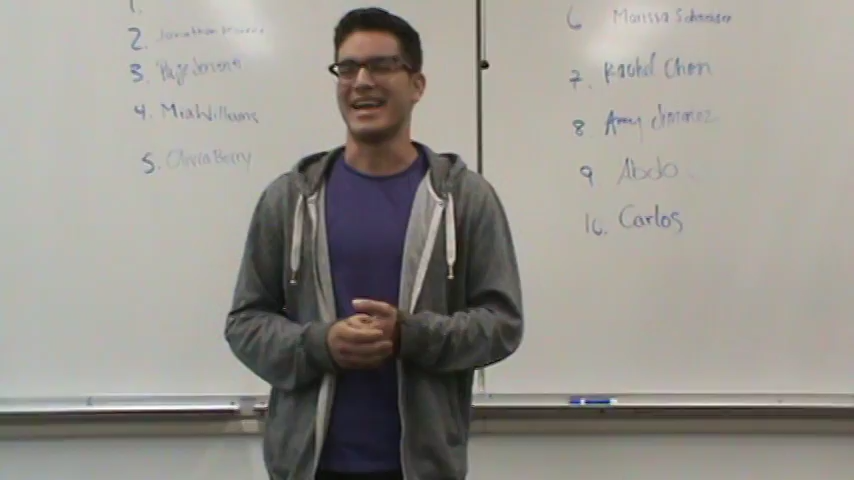 1.
2. Jonathan
3. Paige
4. Mia Williams
5. Olivia Berry
6 Marissa
7. Rachel Chen
8 Amy Jimenez
9 Abdo
10. Carlos